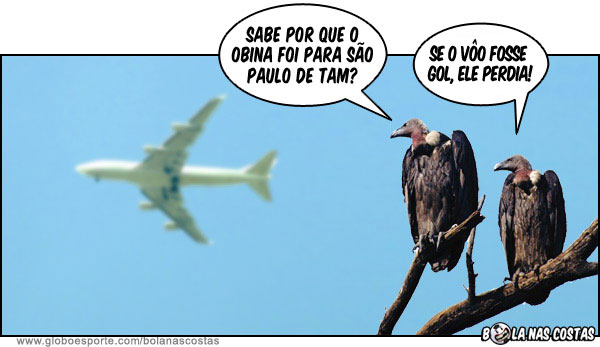 SABE POR QUE O
OBINA FOI PARA SÃO
PAULO DE TAM?
SE O VÔO FOSSE
GOL, ELE PERDIA!
www.globoesporte.com/bolanascostas
BOLA NAS COSTAS